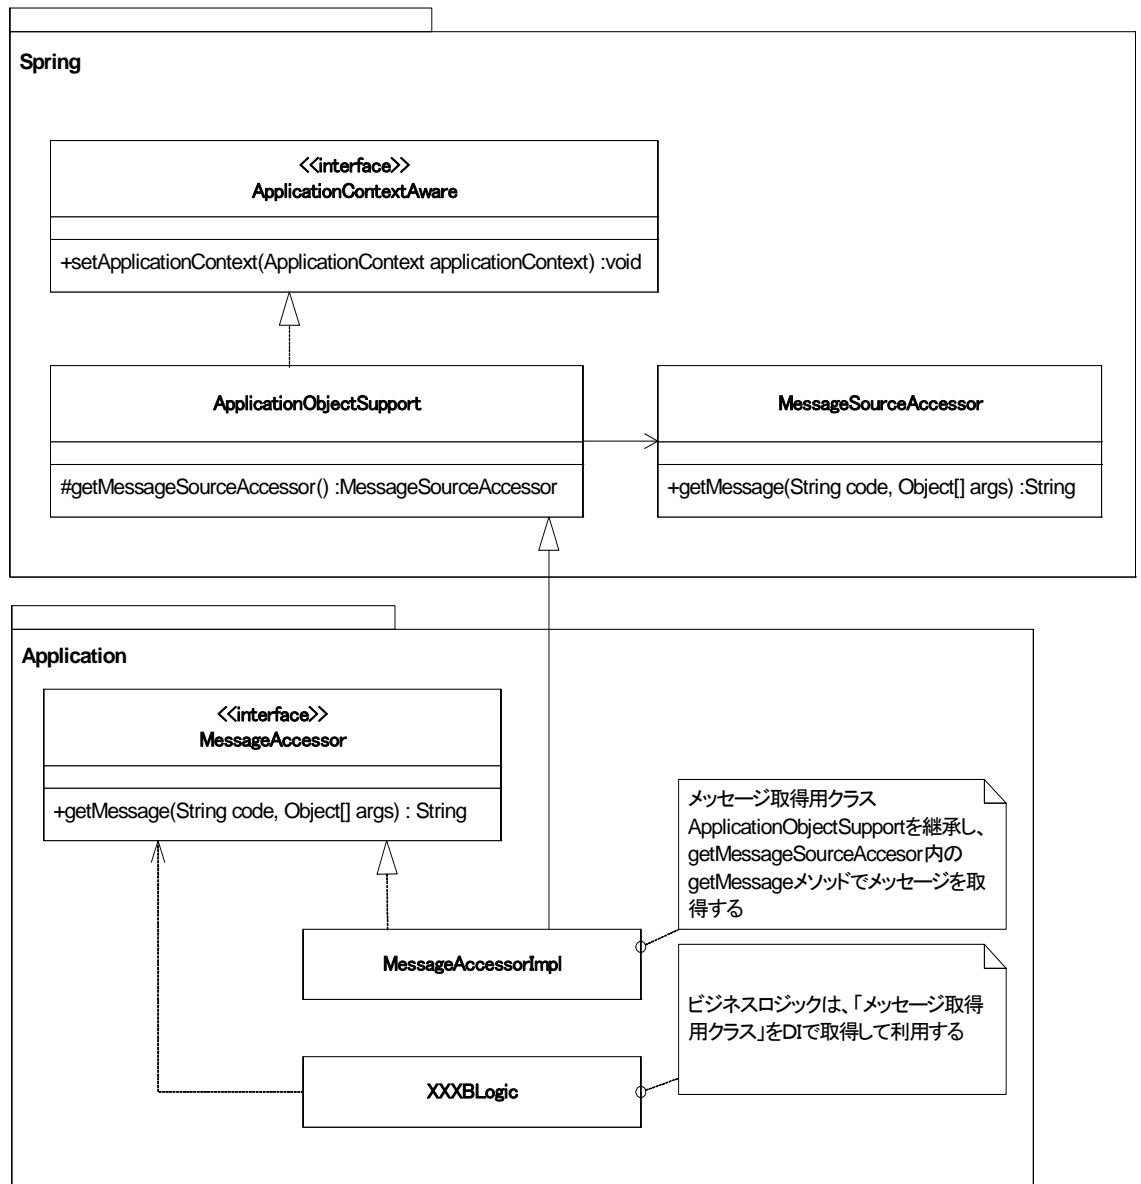 Spring
<<interface>>
ApplicationContextAware
+setApplicationContext(ApplicationContext applicationContext) :void
ApplicationObjectSupport
#getMessageSourceAccessor() :MessageSourceAccessor
MessageSourceAccessor
+getMessage(String code, Object[] args) :String
Application
<<interface>>
MessageAccessor
+getMessage(String code, Object[] args) : String
メッセージ取得用クラス
ApplicationObjectSupportを継承し、
getMessageSourceAccesor内の
getMessageメソッドでメッセージを取
得する
MessageAccessorImpl
ビジネスロジックは、「メッセージ取得
用クラス」をDIで取得して利用する
XXXBLogic